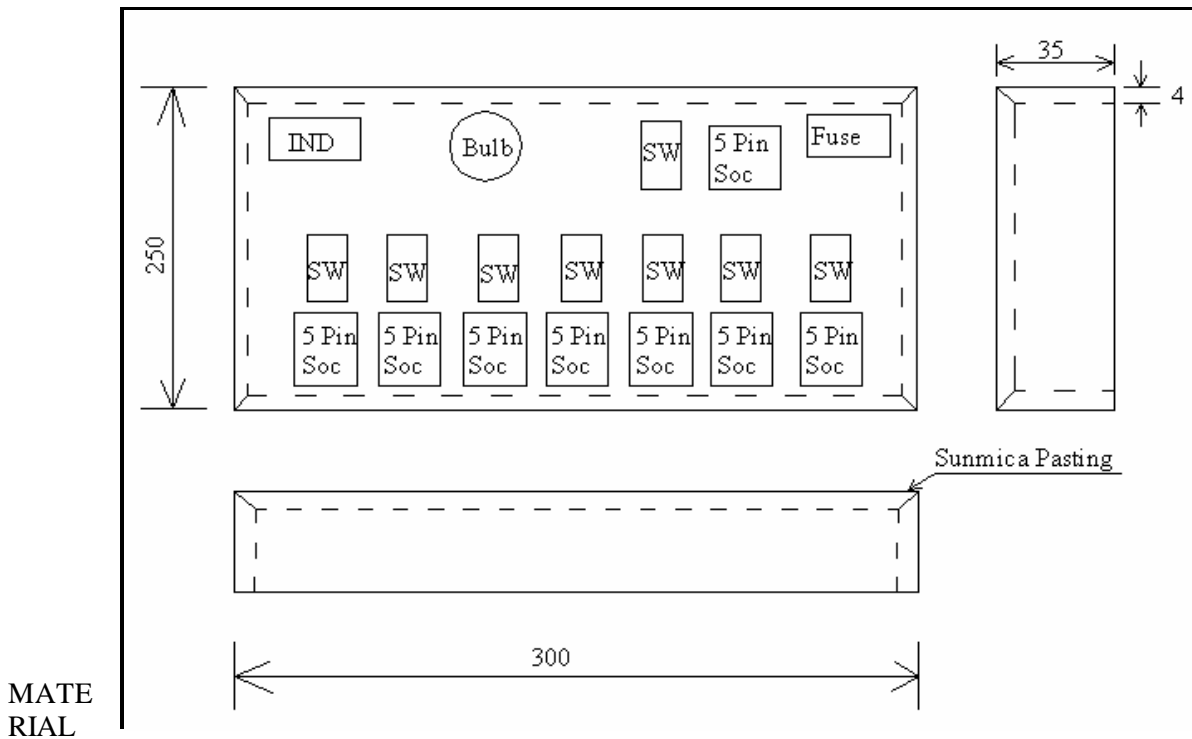 35
4
IND
Bulb
SW
5 Pin
Soc
Fuse
250
SW
SW
SW
SW
SW
SW
SW
5 Pin
Soc
5 Pin
Soc
5 Pin
Soc
5 Pin
Soc
5 Pin
Soc
5 Pin
Soc
5 Pin
Soc
Sunmica Pasting
300
MATE
RIAL